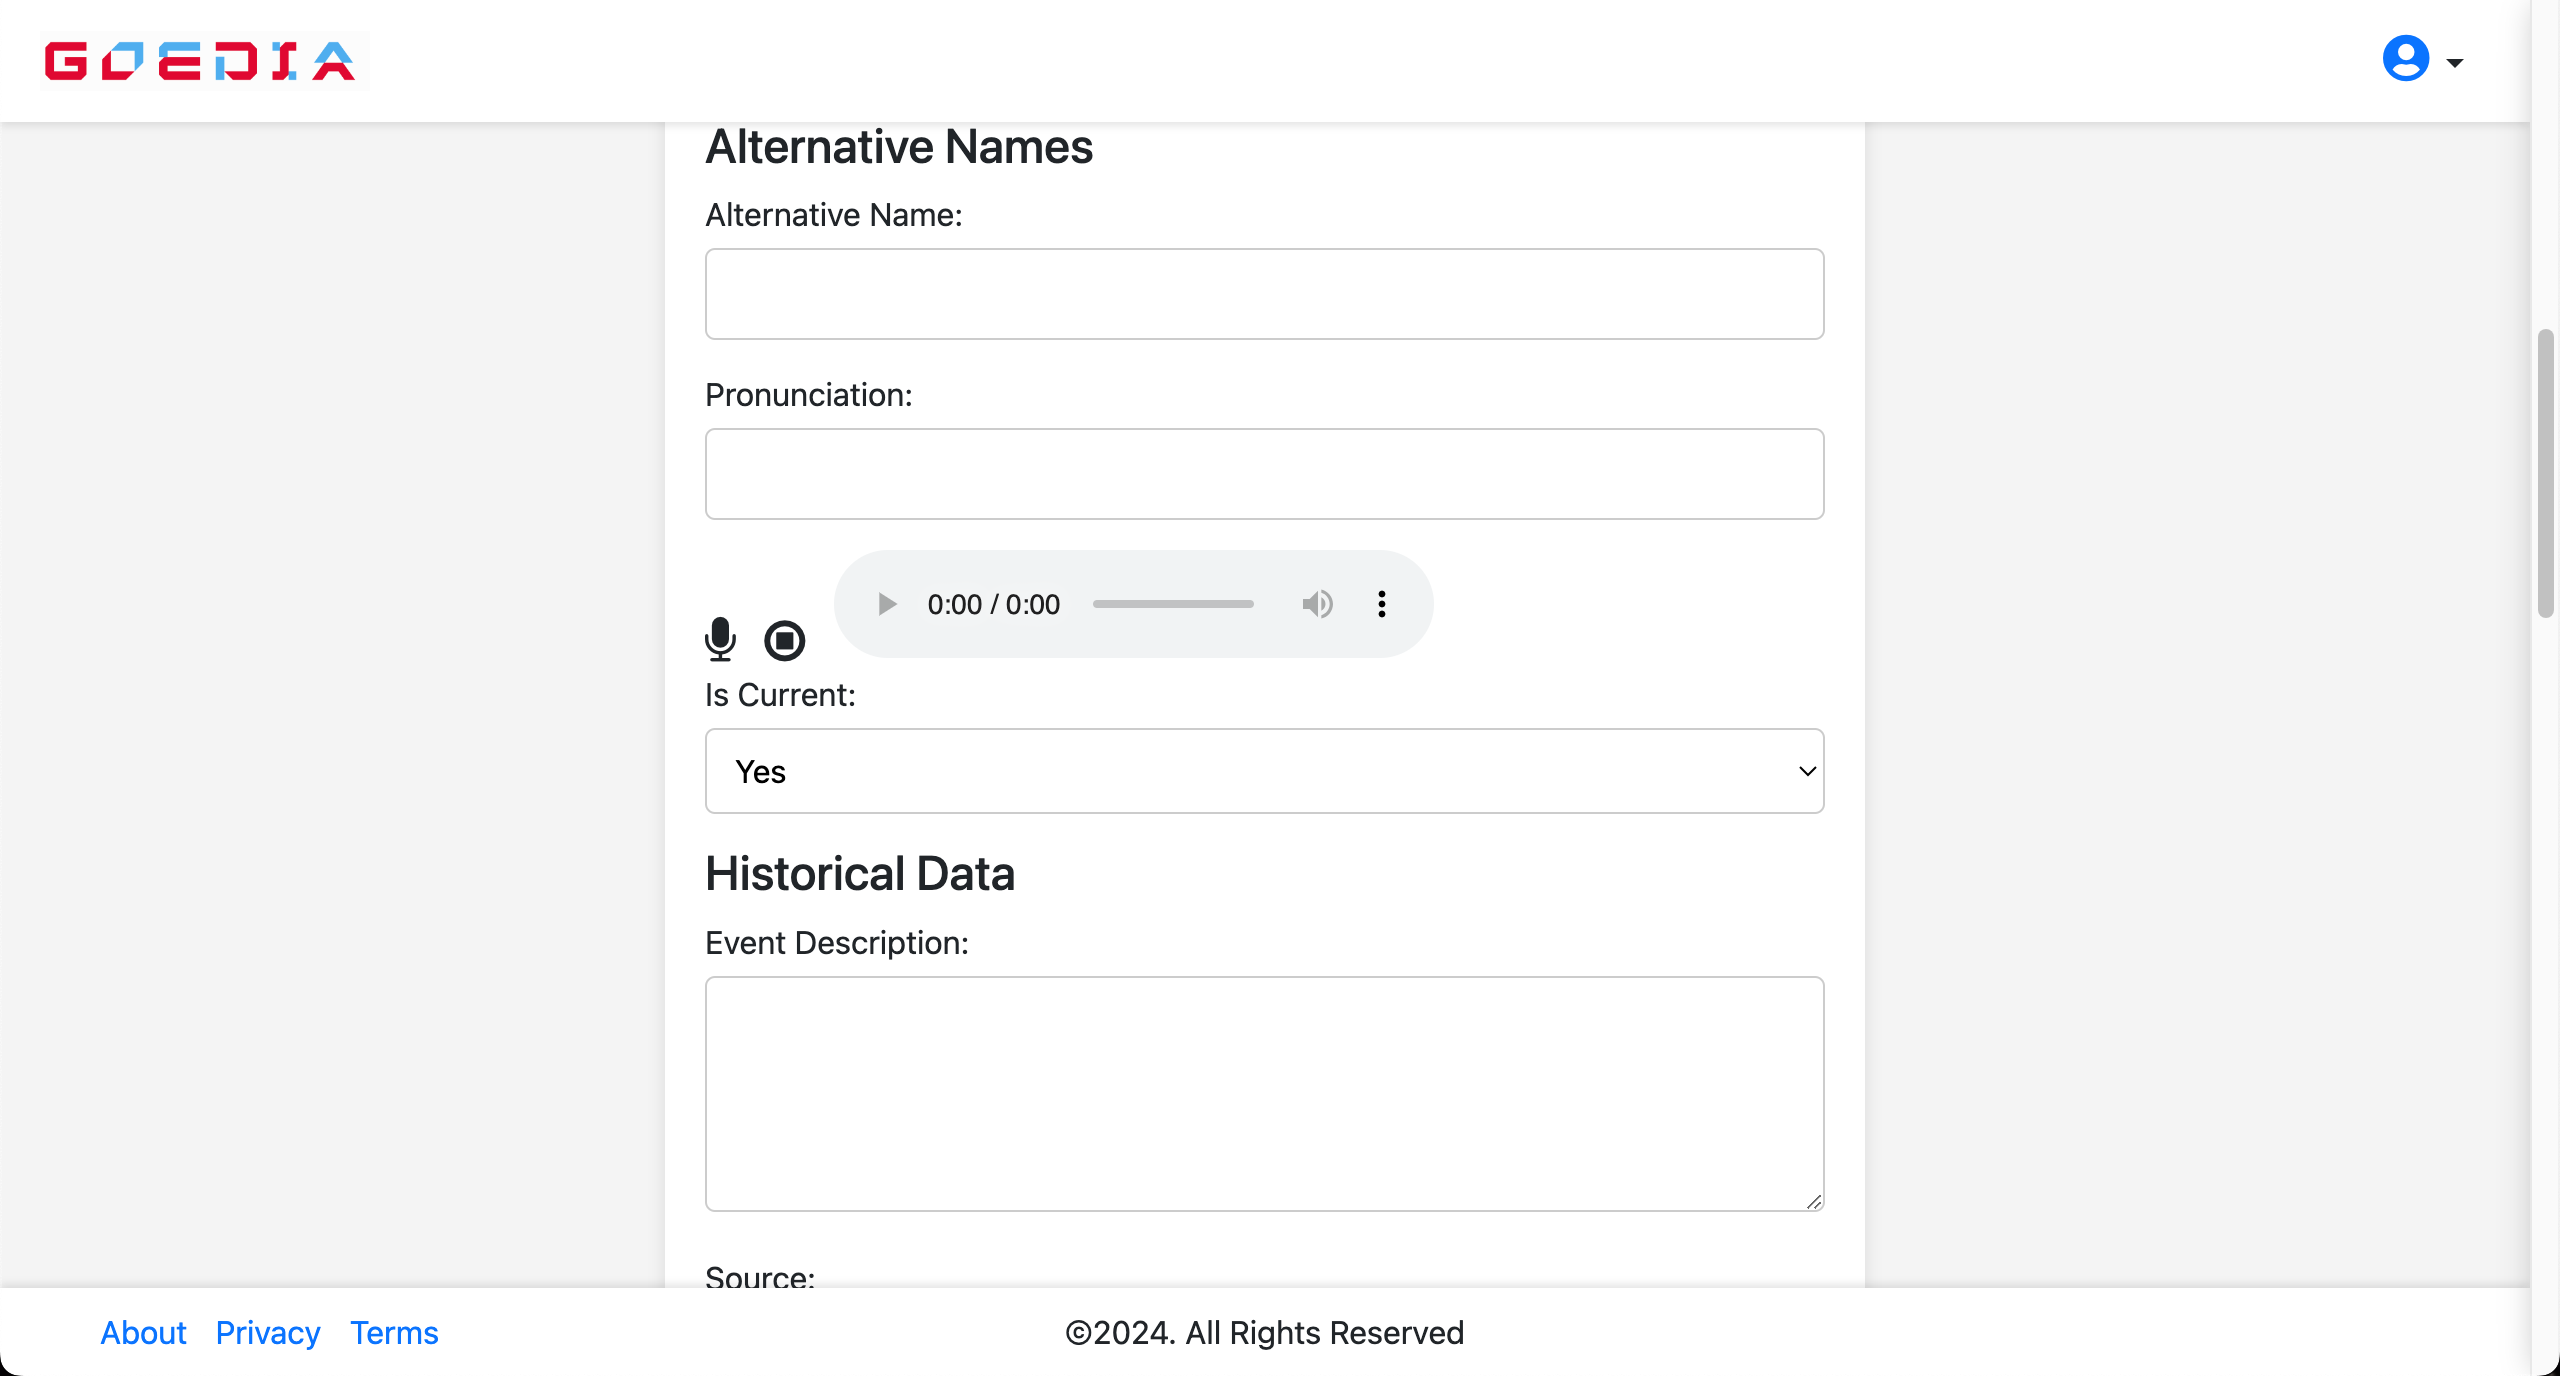 GOEDIA
Alternative Names
Alternative Name:
Pronunciation:
0:00 / 0:00
Is Current:
Yes
Historical Data
Event Description:
Source:
About Privacy Terms
©2024. All Rights Reserved